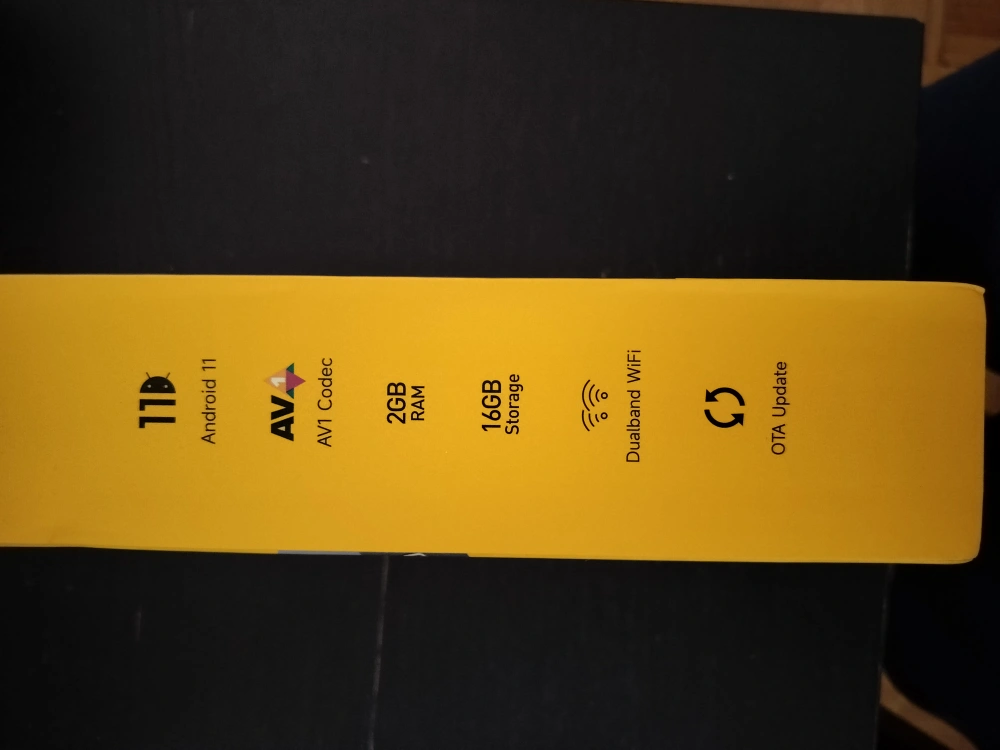 11
Android 11
AV1
AV1 Codec
2GB
RAM
16GB
Storage
Dualband WiFi
OTA Update